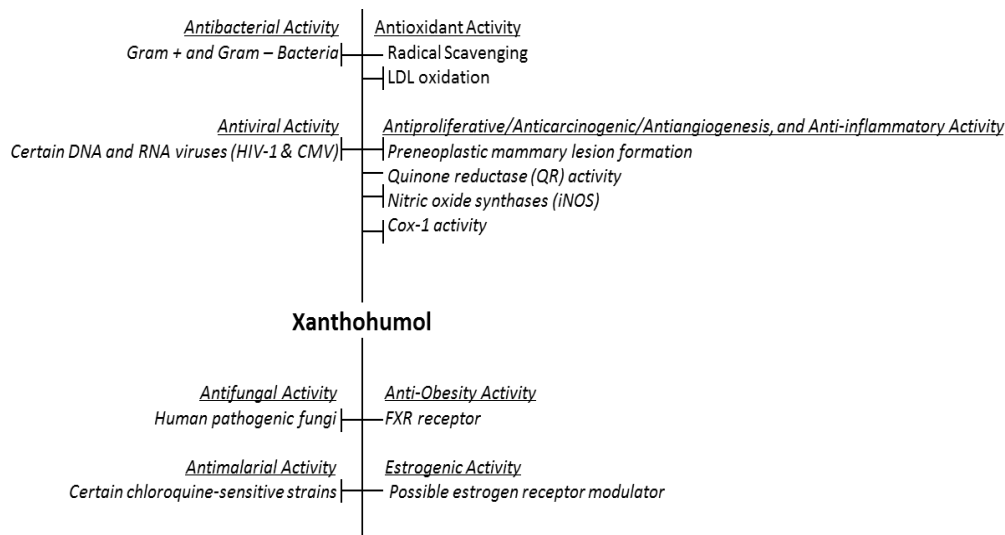 Antibacterial Activity
Gram + and Gram – Bacteria
Antioxidant Activity
Radical Scavenging
LDL oxidation
Antiviral Activity
Certain DNA and RNA viruses (HIV-1 & CMV)
Antiproliferative/Anticarcinogenic/Antiangiogenesis, and Anti-inflammatory Activity
Preneoplastic mammary lesion formation
Quinone reductase (QR) activity
Nitric oxide synthases (iNOS)
Cox-1 activity
Xanthohumol
Antifungal Activity
Human pathogenic fungi
Anti-Obesity Activity
FXR receptor
Antimalarial Activity
Certain chloroquine-sensitive strains
Estrogenic Activity
Possible estrogen receptor modulator